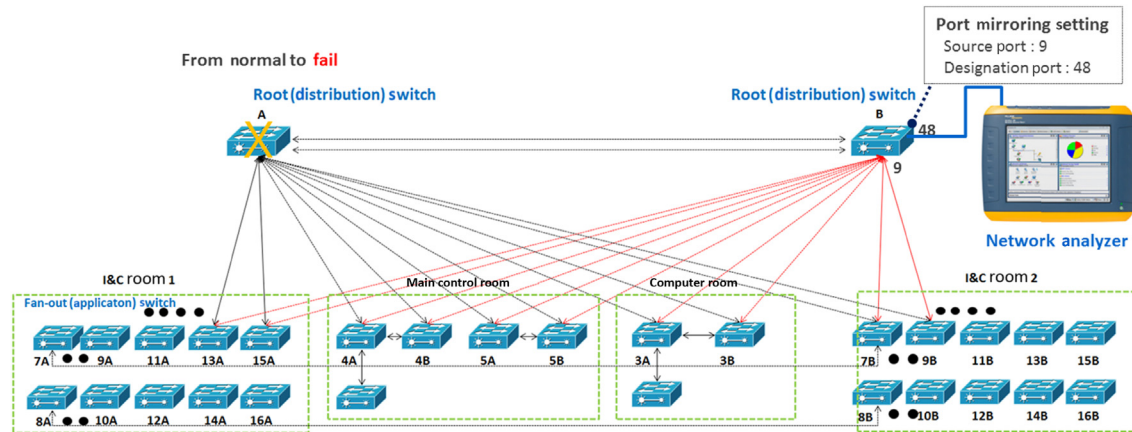 Port mirroring setting
Source port : 9
Designation port : 48
From normal to fail
Root (distribution) switch
Root (distribution) switch
A
B
48
9
Network analyzer
I&C room 1
Main control room
Computer room
I&C room 2
Fan-out (applicaton) switch
7A 9A 11A 13A 15A
4A 4B 5A 5B
3A 3B
7B 9B 11B 13B 15B
8A 10A 12A 14A 16A
8B 10B 12B 14B 16B